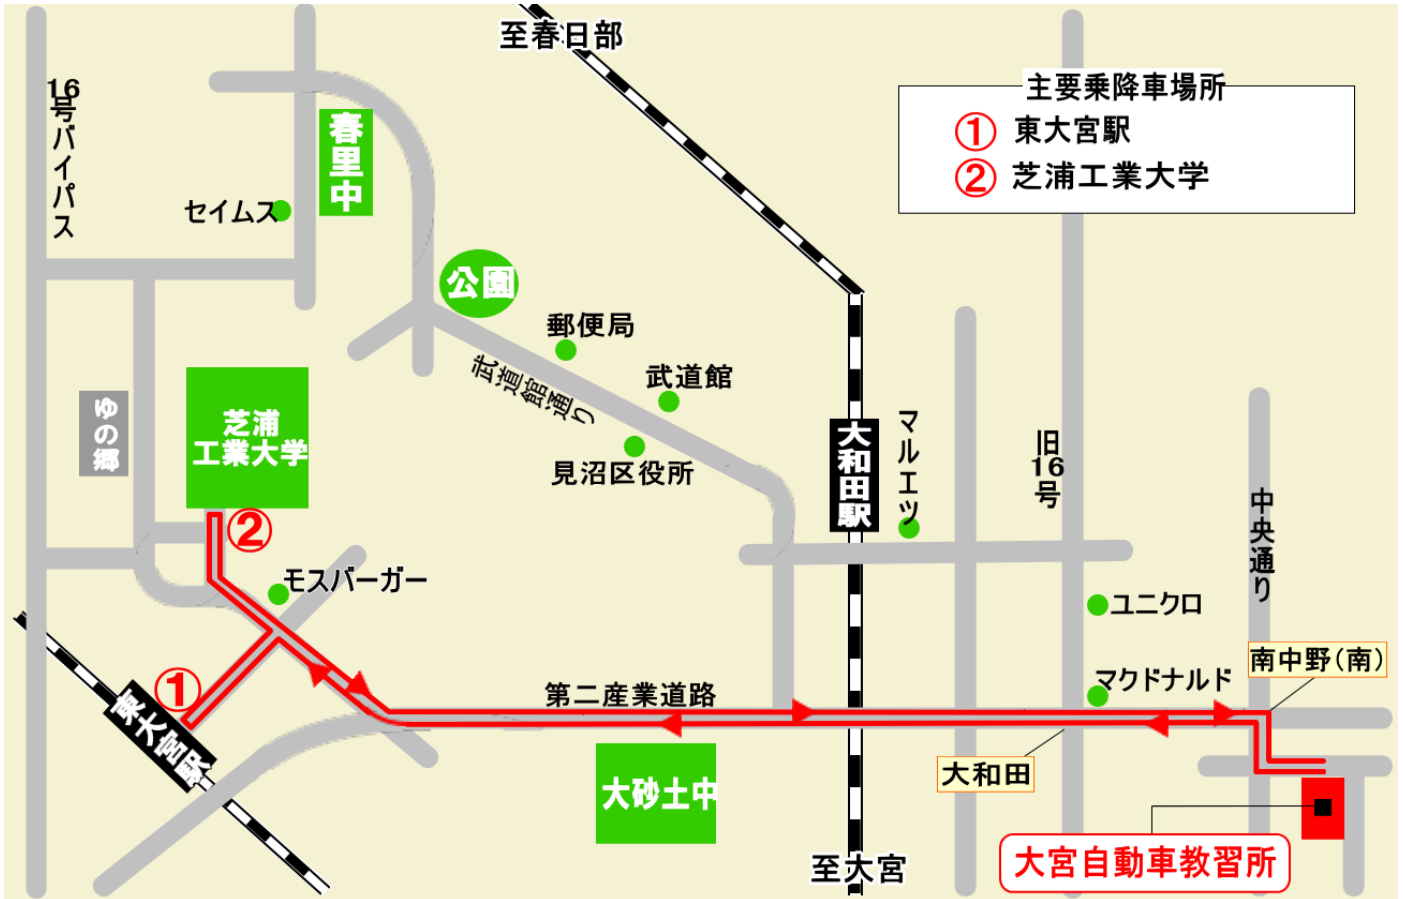 至春日部
16号バイパス
主要乗降車場所
① 東大宮駅
② 芝浦工業大学
春里中
セイムス
公園
郵便局
武道館
武道館通り
見沼区役所
ゆの郷
芝浦
工業大学
②
大和田駅
マルエツ
旧16号
中央通り
モスバーガー
ユニクロ
①
東大宮駅
第二産業道路
マクドナルド
南中野(南)
大和田
大砂土中
至大宮
大宮自動車教習所